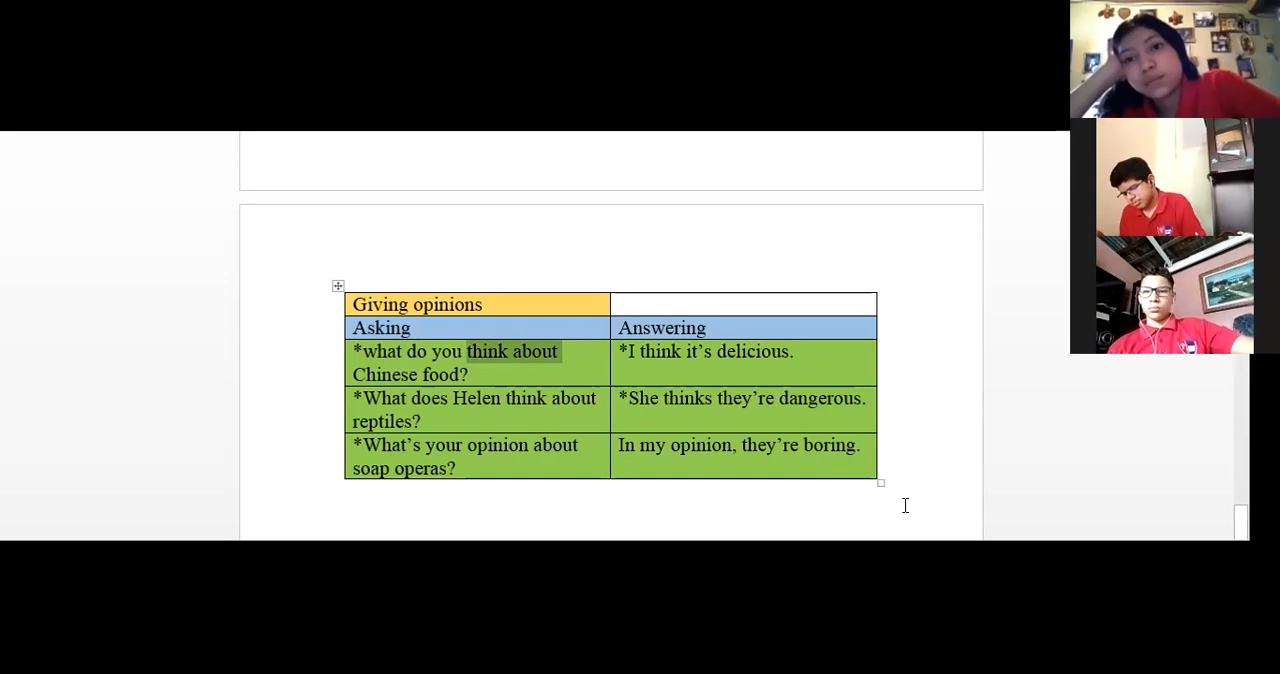 Giving opinions
Asking
Answering
*what do you think about
Chinese food?
*I think it's delicious.
*What does Helen think about
reptiles?
*She thinks they're dangerous.
*What's your opinion about
soap operas?
In my opinion, they're boring.